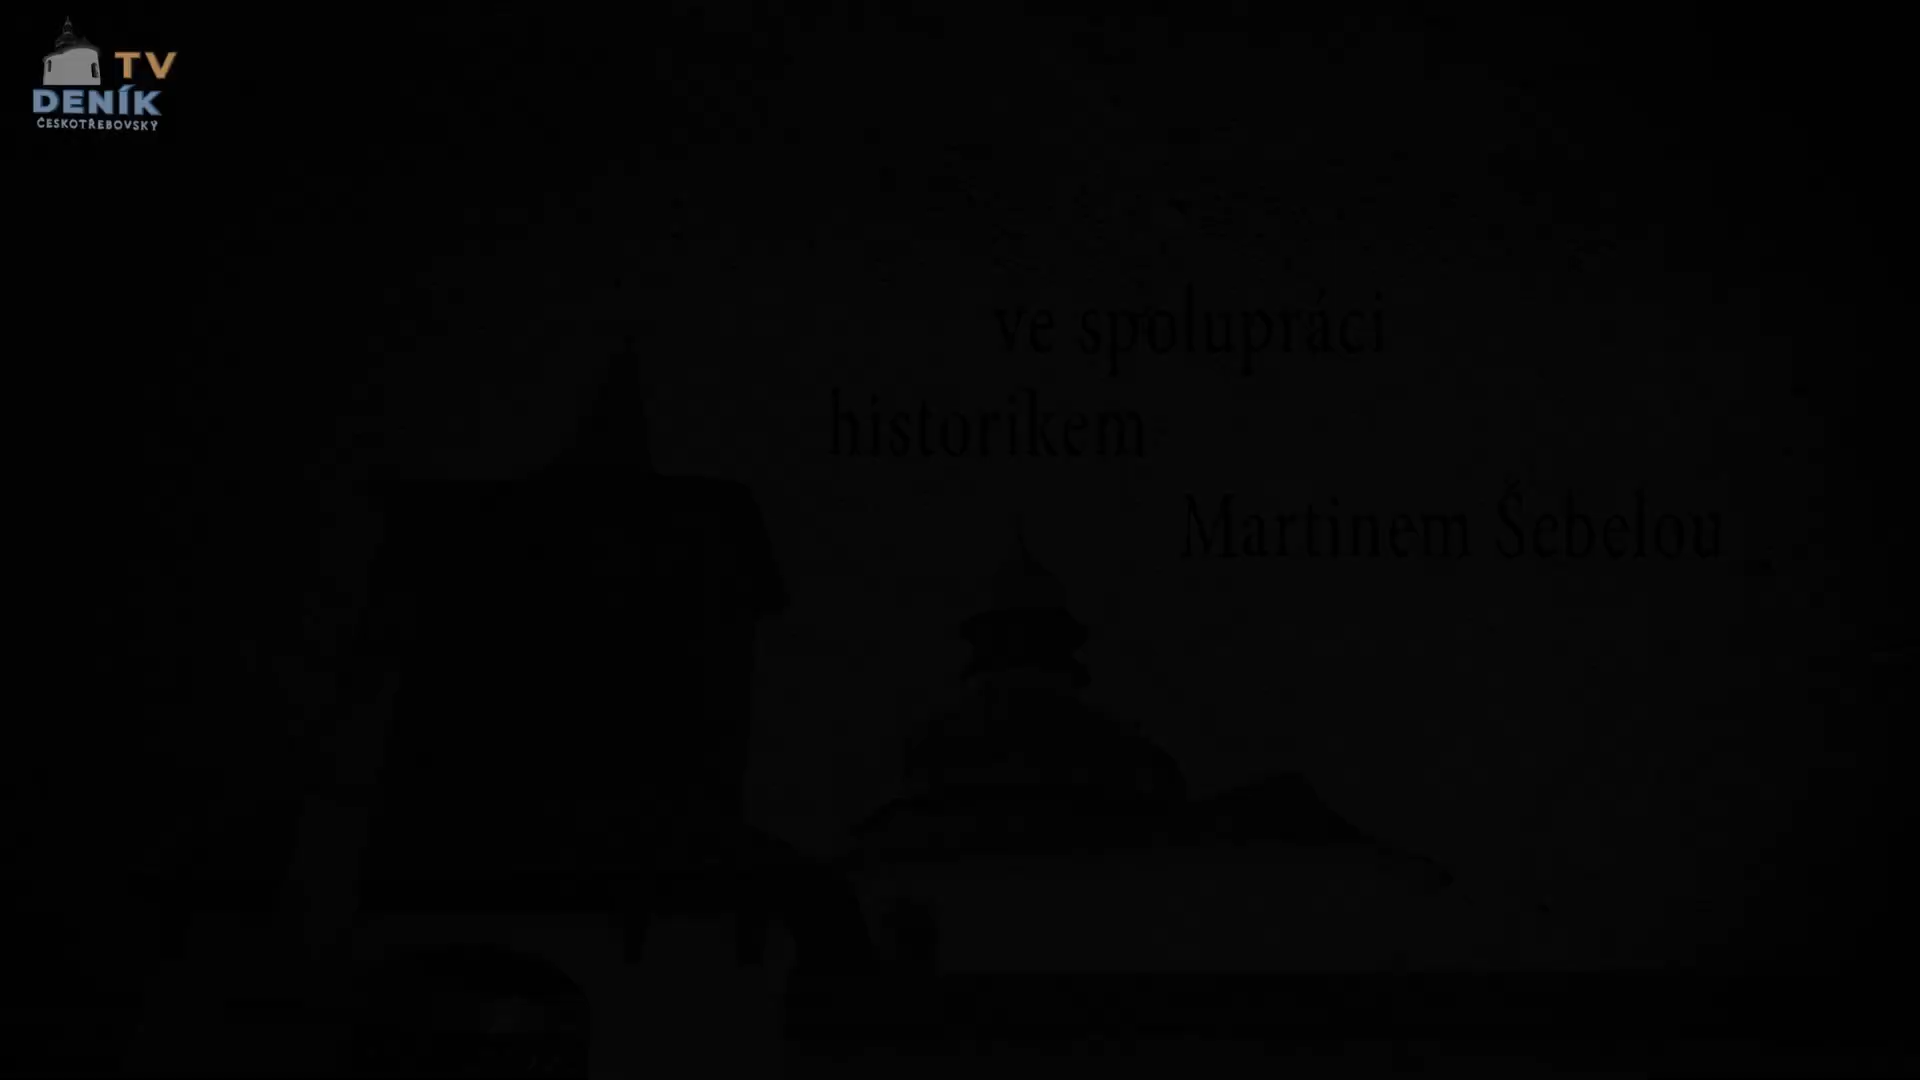 TV
DENÍK
ČESKOTŘEBOVSKÝ
ve spolupráci
historikem
Martinem Šebelou